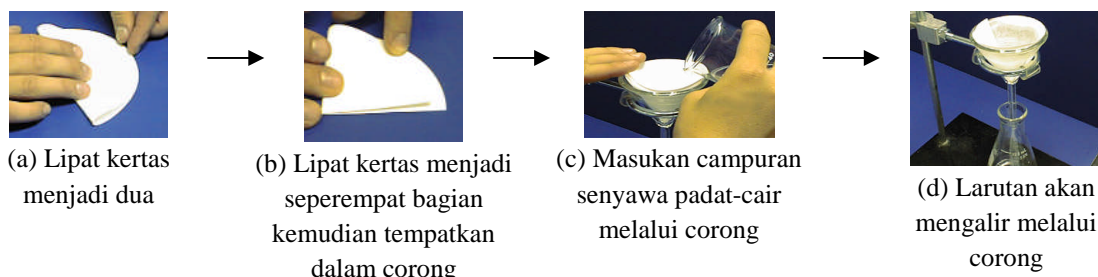 (a) Lipat kertas
menjadi dua
(b) Lipat kertas menjadi
seperempat bagian
kemudian tempatkan
dalam corong
(c) Masukan campuran
senyawa padat-cair
melalui corong
(d) Larutan akan
mengalir melalui
corong